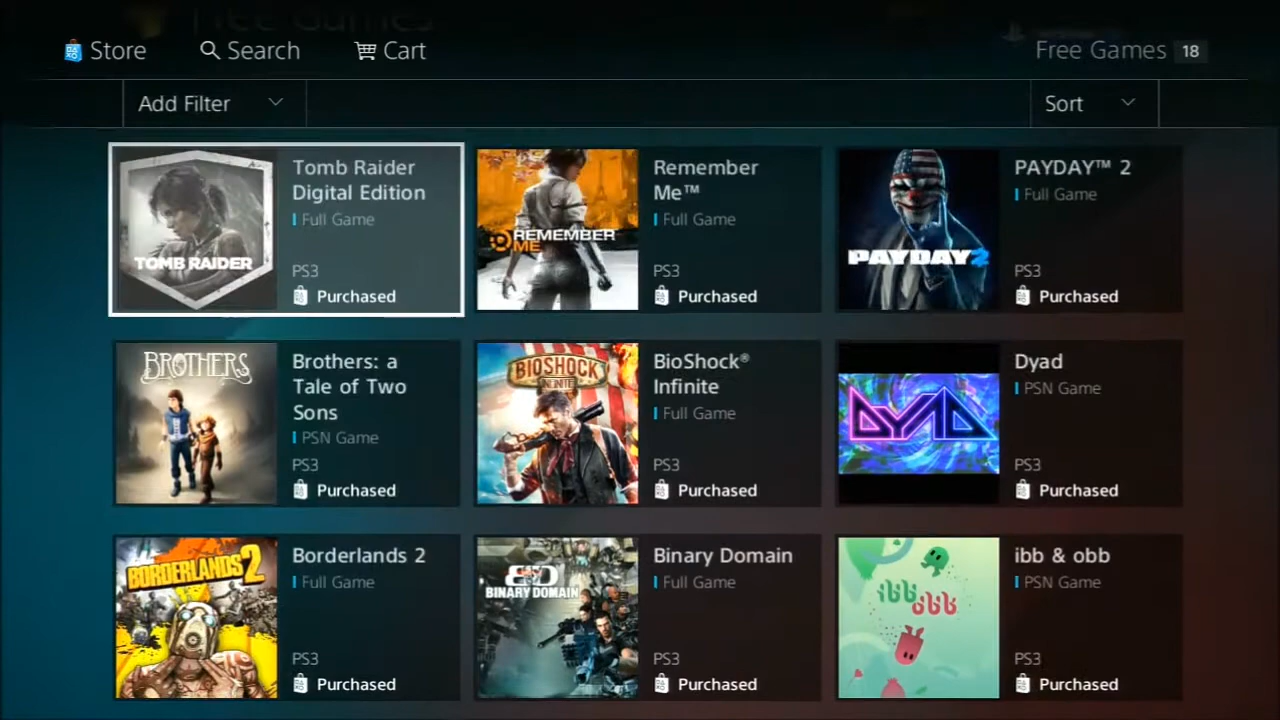 Free Games
Store
Search
Cart
Free Games 18
Add Filter
Sort
TOMB RAIDER
Tomb Raider
Digital Edition
Full Game
PS3
Purchased
REMEMBER
ME
Remember
Me™
Full Game
PS3
Purchased
PAYDAY2
PAYDAY™ 2
Full Game
PS3
Purchased
BROTHERS
Brothers: a
Tale of Two
Sons
PSN Game
PS3
Purchased
BIOSHOCK
INFINITE
BioShock®
Infinite
Full Game
PS3
Purchased
DYAD
Dyad
PSN Game
PS3
Purchased
BORDERLANDS 2
Borderlands 2
Full Game
PS3
Purchased
BD
BINARY DOMAIN
Binary Domain
Full Game
PS3
Purchased
ibb
obb
ibb & obb
PSN Game
PS3
Purchased